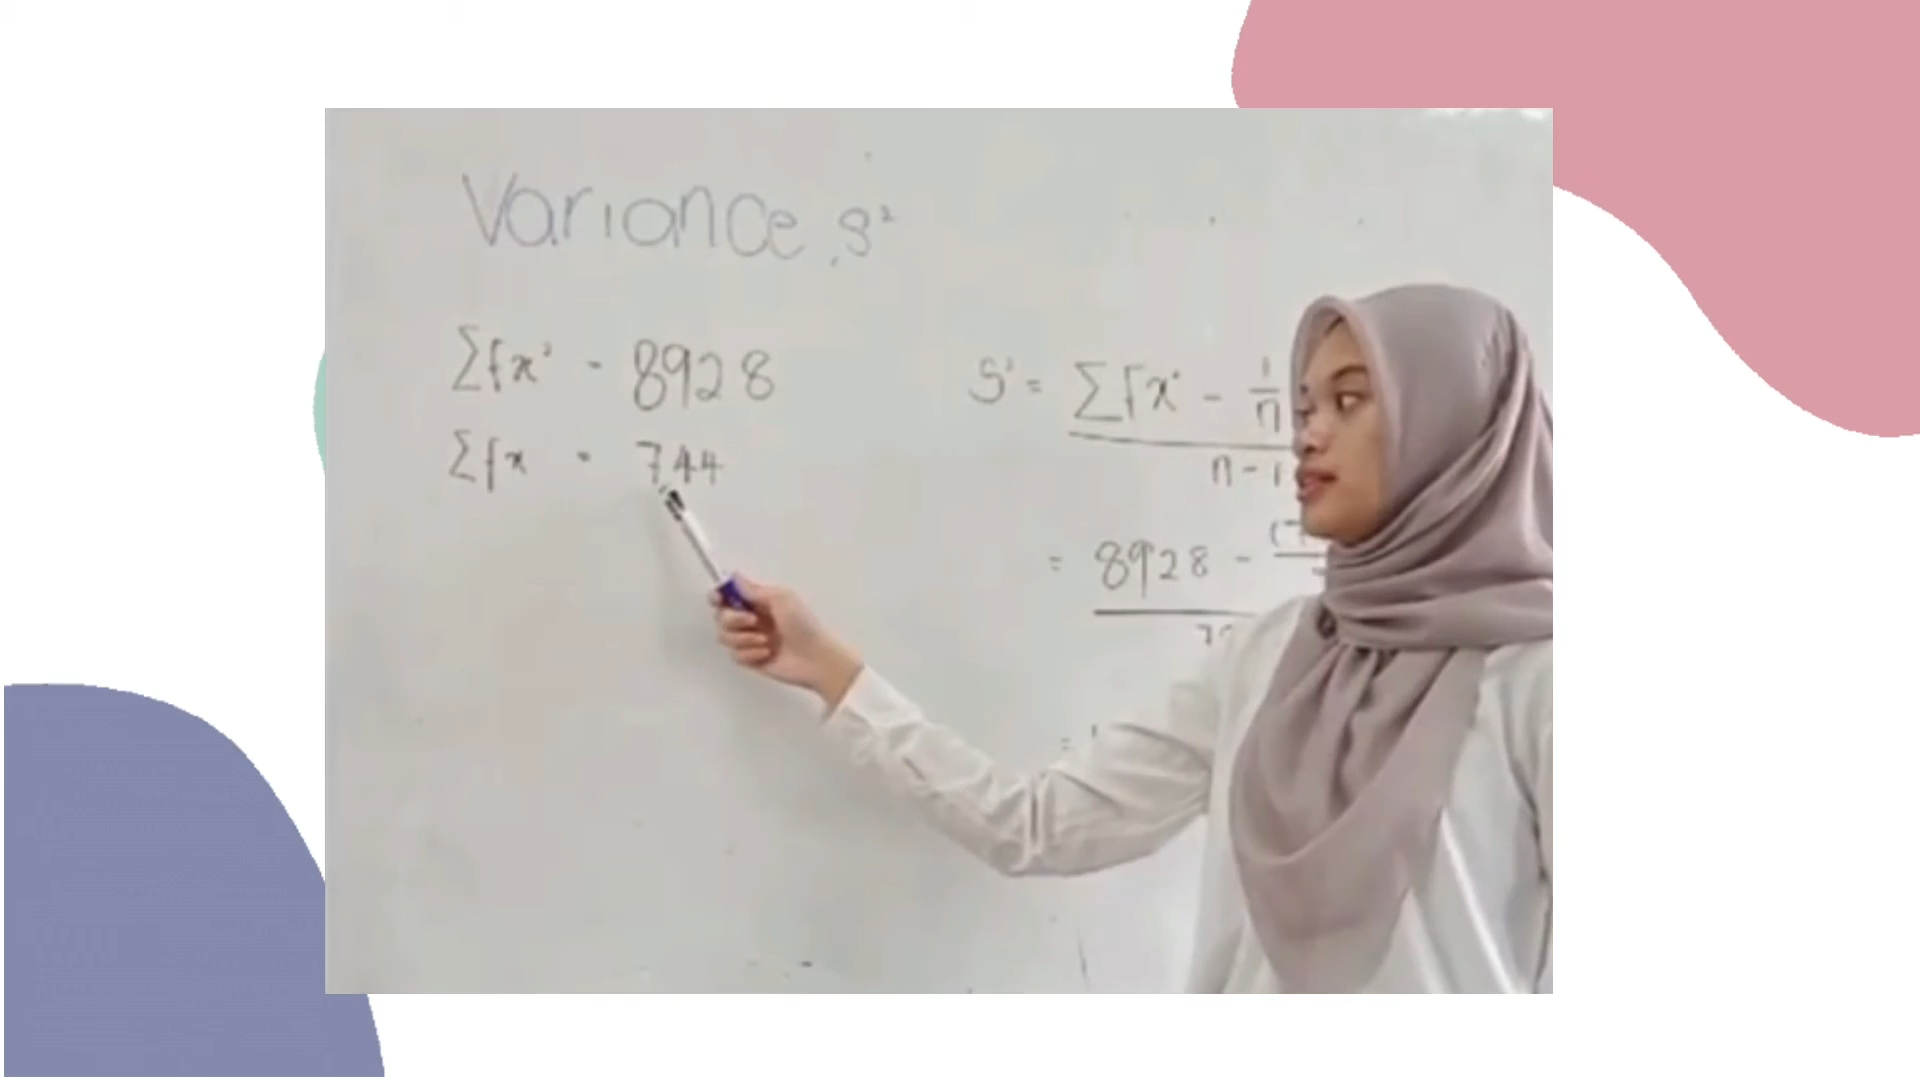 Variance, s²
Σfx² = 8928
Σfx = 744
S² = Σfx² - 1/n
n - 1
= 8928 -
=